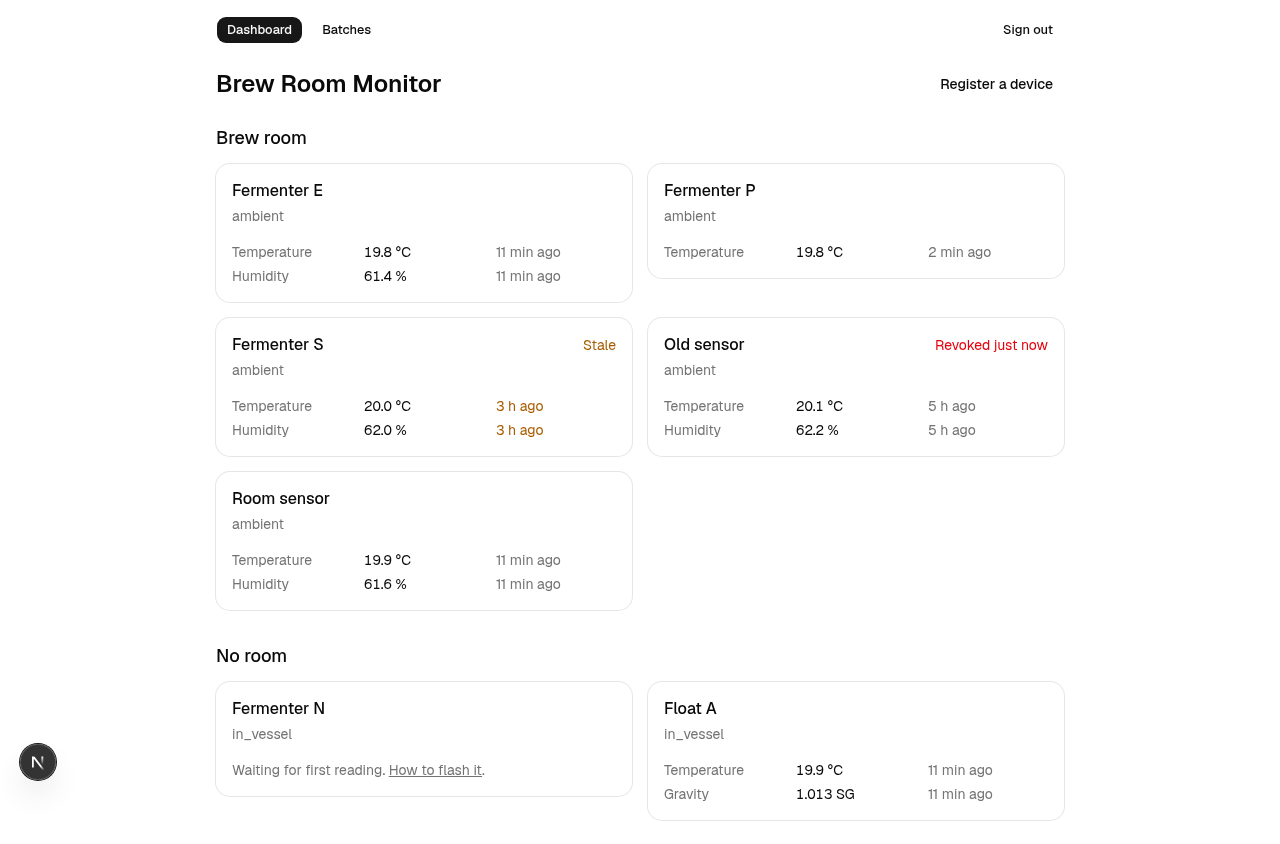 Dashboard Batches Sign out
Brew Room Monitor Register a device
Brew room
Fermenter E
ambient
Temperature 19.8 °C 11 min ago
Humidity 61.4 % 11 min ago
Fermenter P
ambient
Temperature 19.8 °C 2 min ago
Fermenter S Stale
ambient
Temperature 20.0 °C 3 h ago
Humidity 62.0 % 3 h ago
Old sensor Revoked just now
ambient
Temperature 20.1 °C 5 h ago
Humidity 62.2 % 5 h ago
Room sensor
ambient
Temperature 19.9 °C 11 min ago
Humidity 61.6 % 11 min ago
No room
Fermenter N
in_vessel
Waiting for first reading. How to flash it.
Float A
in_vessel
Temperature 19.9 °C 11 min ago
Gravity 1.013 SG 11 min ago
N